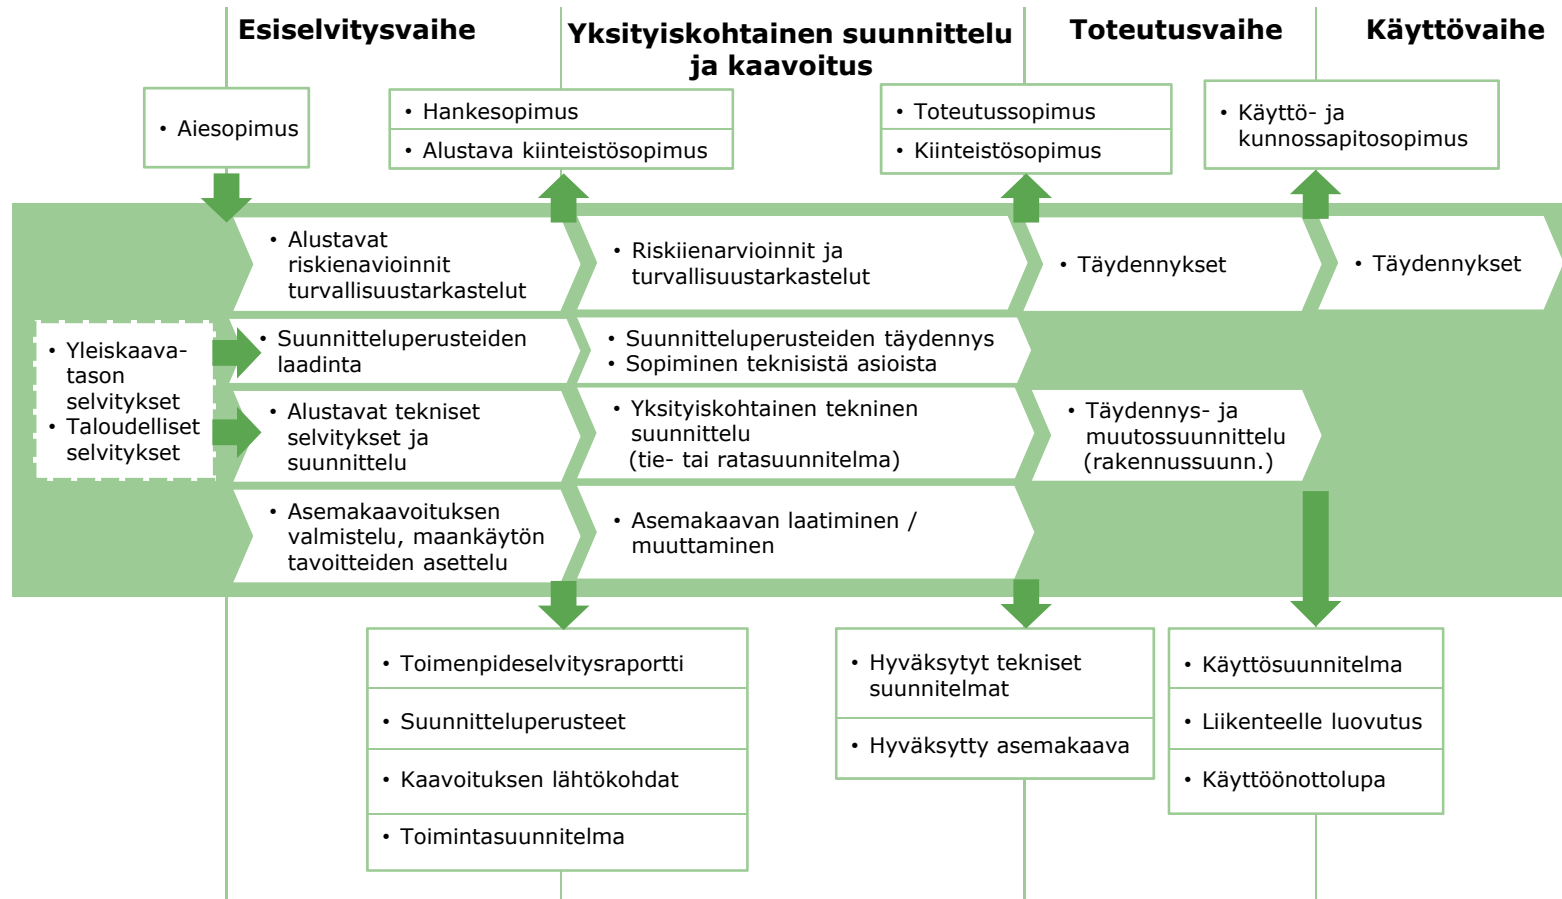 Esiselvitysvaihe
Yksityiskohtainen suunnittelu
ja kaavoitus
Toteutusvaihe
Käyttövaihe
• Aiesopimus
• Hankesopimus
• Alustava kiinteistösopimus
• Toteutussopimus
• Kiinteistösopimus
• Käyttö- ja
kunnossapitosopimus
• Alustavat
riskienavioinnit
turvallisuustarkastelut
• Riskiienarvioinnit ja
turvallisuustarkastelut
• Täydennykset
• Täydennykset
• Yleiskaava-
tason
selvitykset
• Taloudelliset
selvitykset
• Suunnitteluperusteiden
laadinta
• Suunnitteluperusteiden täydennys
• Sopiminen teknisistä asioista
• Alustavat tekniset
selvitykset ja
suunnittelu
• Yksityiskohtainen tekninen
suunnittelu
(tie- tai ratasuunnitelma)
• Täydennys- ja
muutossuunnittelu
(rakennussuunn.)
• Asemakaavoituksen
valmistelu, maankäytön
tavoitteiden asettelu
• Asemakaavan laatiminen /
muuttaminen
• Toimenpideselvitysraportti
• Suunnitteluperusteet
• Kaavoituksen lähtökohdat
• Toimintasuunnitelma
• Hyväksytyt tekniset
suunnitelmat
• Hyväksytty asemakaava
• Käyttösuunnitelma
• Liikenteelle luovutus
• Käyttöönottolupa